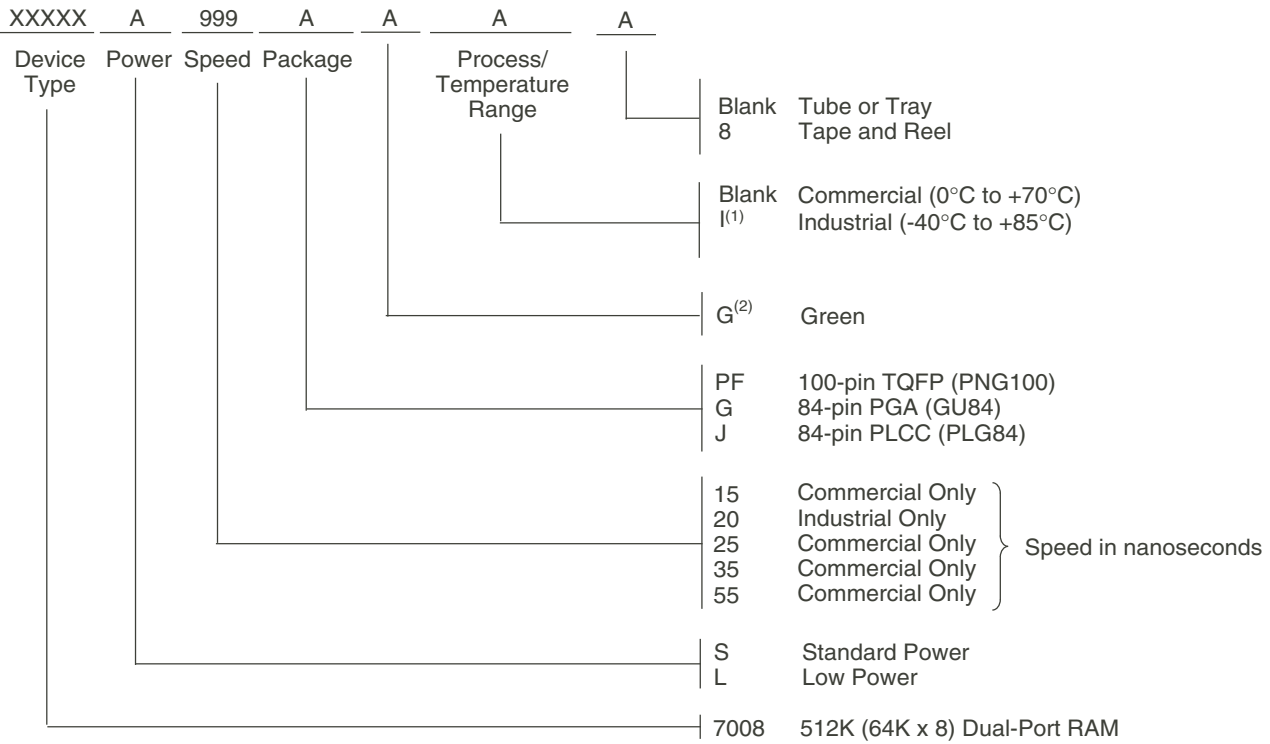 XXXXX A 999 A A A A
Device Type Power Speed Package Process/ Temperature Range
Blank Tube or Tray
8 Tape and Reel
Blank Commercial (0°C to +70°C)
I(1) Industrial (-40°C to +85°C)
G(2) Green
PF 100-pin TQFP (PNG100)
G 84-pin PGA (GU84)
J 84-pin PLCC (PLG84)
15 Commercial Only
20 Industrial Only
25 Commercial Only
Speed in nanoseconds
35 Commercial Only
55 Commercial Only
S Standard Power
L Low Power
7008 512K (64K x 8) Dual-Port RAM